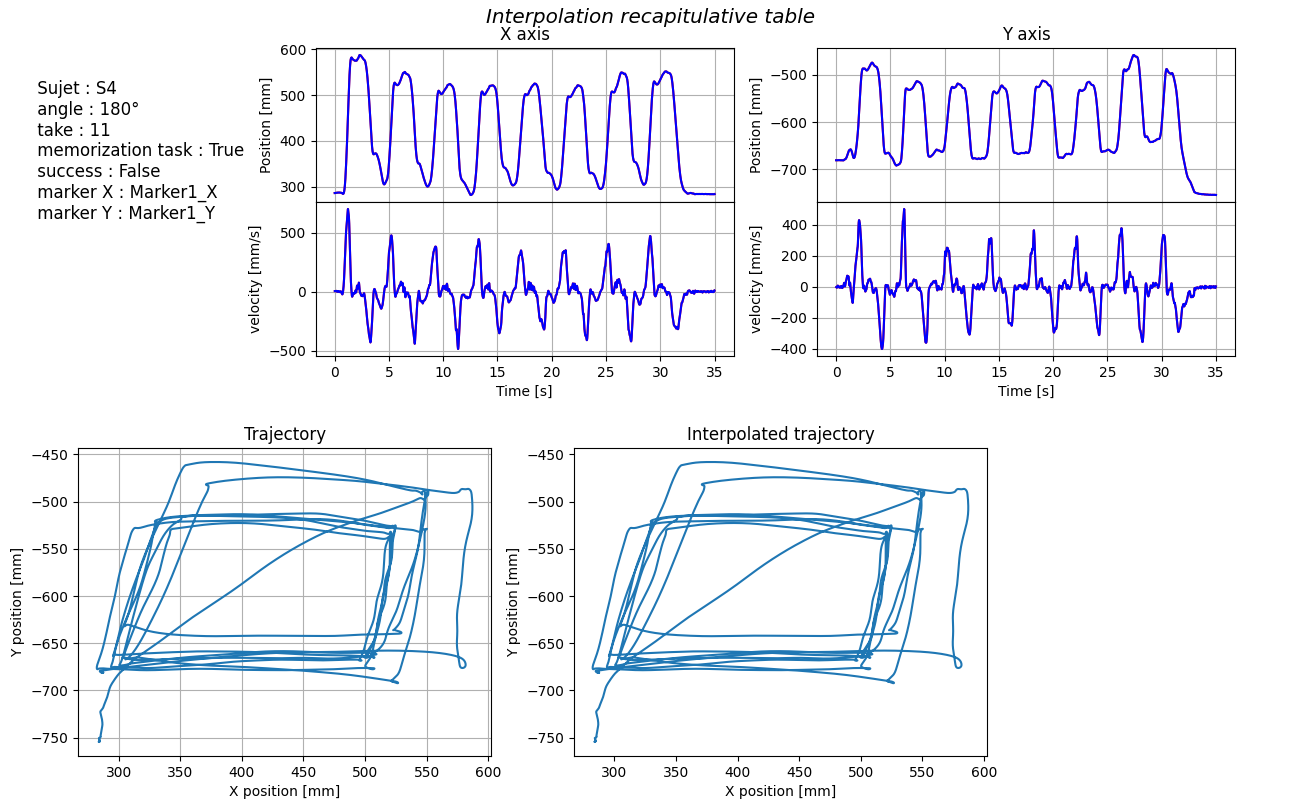 Interpolation recapitulative table
Sujet : S4
angle : 180°
take : 11
memorization task : True
success : False
marker X : Marker1_X
marker Y : Marker1_Y
X axis
600
500
400
300
Position [mm]
500
0
−500
velocity [mm/s]
0 5 10 15 20 25 30 35
Time [s]
Y axis
−500
−600
−700
Position [mm]
400
200
0
−200
−400
velocity [mm/s]
0 5 10 15 20 25 30 35
Time [s]
Trajectory
−450
−500
−550
−600
−650
−700
−750
Y position [mm]
300 350 400 450 500 550 600
X position [mm]
Interpolated trajectory
−450
−500
−550
−600
−650
−700
−750
Y position [mm]
300 350 400 450 500 550 600
X position [mm]